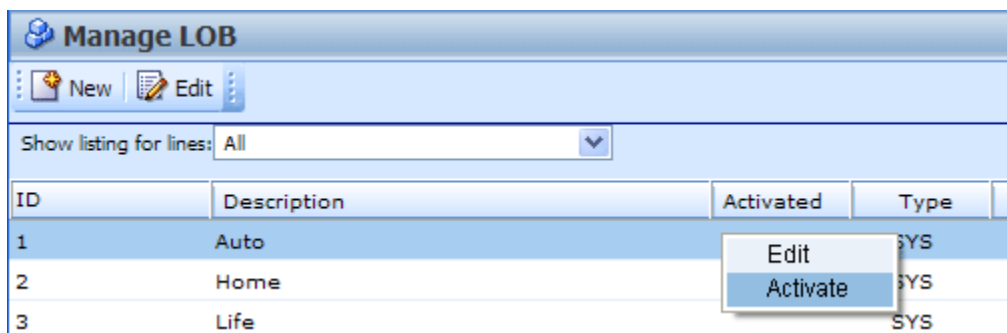 Manage LOB
New Edit
Show listing for lines: All
ID Description Activated Type
1 Auto SYS
Edit
2 Home SYS
Activate
3 Life SYS